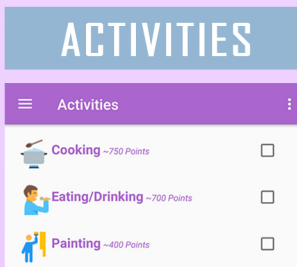 ACTIVITIES
Activities
Cooking ~750 Points
Eating/Drinking ~700 Points
Painting ~400 Points